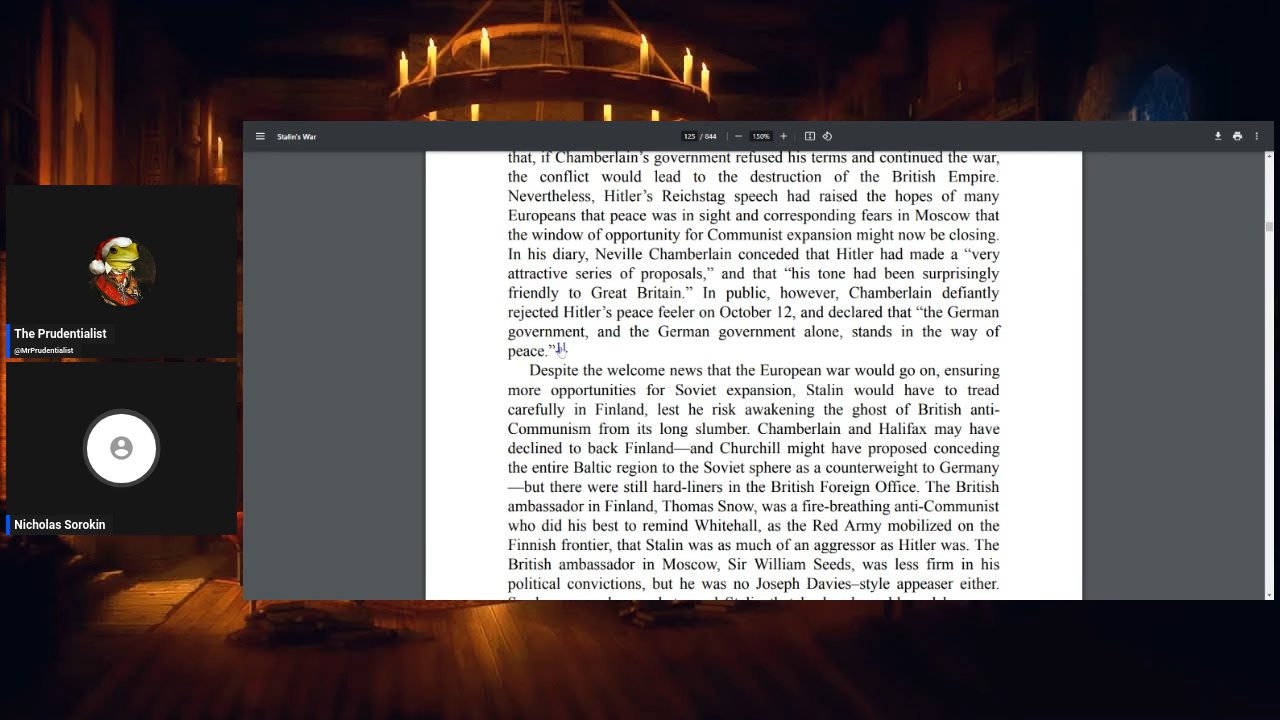 Stalin's War
125 / 844
150%
that, if Chamberlain's government refused his terms and continued the war,
the conflict would lead to the destruction of the British Empire.
Nevertheless, Hitler's Reichstag speech had raised the hopes of many
Europeans that peace was in sight and corresponding fears in Moscow that
the window of opportunity for Communist expansion might now be closing.
In his diary, Neville Chamberlain conceded that Hitler had made a “very
attractive series of proposals,” and that “his tone had been surprisingly
friendly to Great Britain.” In public, however, Chamberlain defiantly
rejected Hitler’s peace feeler on October 12, and declared that “the German
government, and the German government alone, stands in the way of
peace.”
Despite the welcome news that the European war would go on, ensuring
more opportunities for Soviet expansion, Stalin would have to tread
carefully in Finland, lest he risk awakening the ghost of British anti-
Communism from its long slumber. Chamberlain and Halifax may have
declined to back Finland—and Churchill might have proposed conceding
the entire Baltic region to the Soviet sphere as a counterweight to Germany
—but there were still hard-liners in the British Foreign Office. The British
ambassador in Finland, Thomas Snow, was a fire-breathing anti-Communist
who did his best to remind Whitehall, as the Red Army mobilized on the
Finnish frontier, that Stalin was as much of an aggressor as Hitler was. The
British ambassador in Moscow, Sir William Seeds, was less firm in his
political convictions, but he was no Joseph Davies–style appeaser either.
The Prudentialist
@MrPrudentialist
Nicholas Sorokin